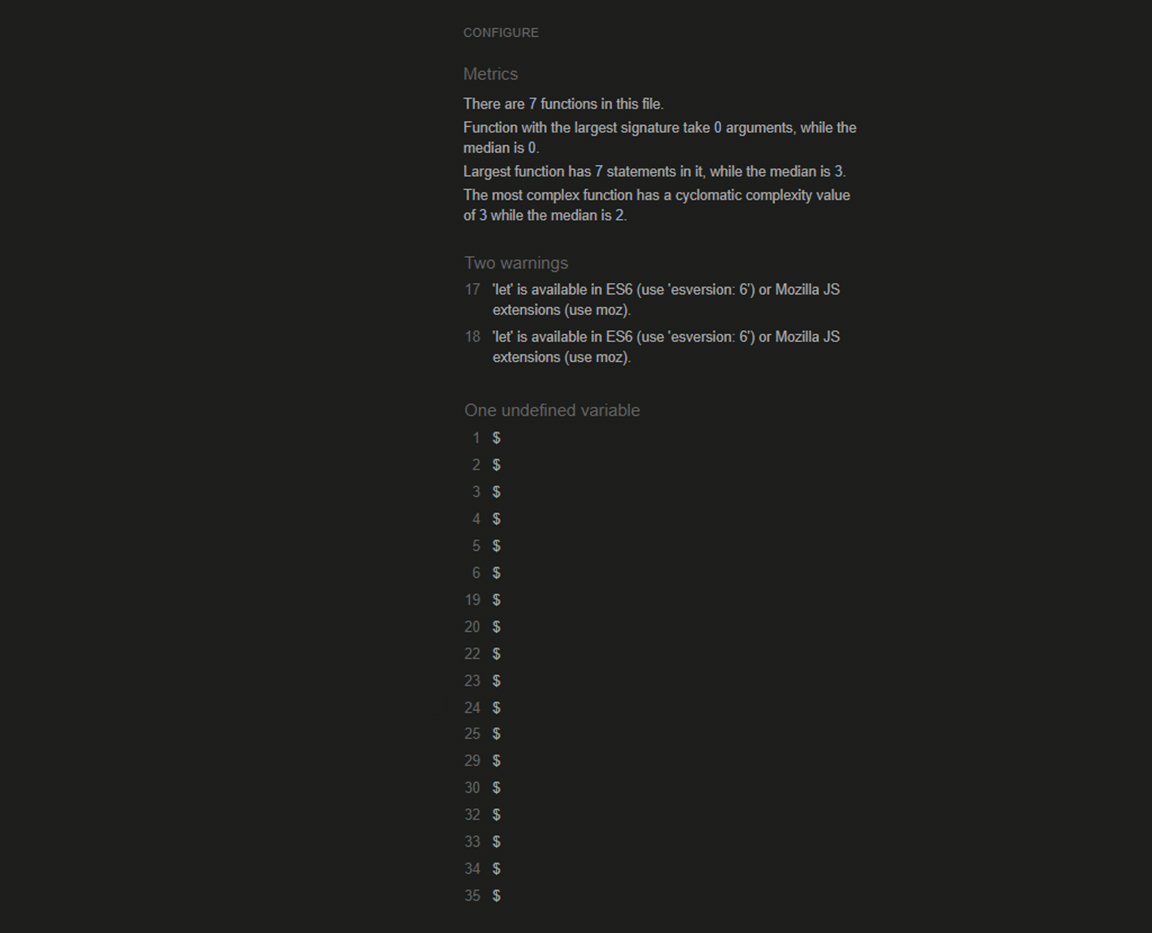 CONFIGURE
Metrics
There are 7 functions in this file.
Function with the largest signature take 0 arguments, while the
median is 0.
Largest function has 7 statements in it, while the median is 3.
The most complex function has a cyclomatic complexity value
of 3 while the median is 2.
Two warnings
17 'let' is available in ES6 (use 'esversion: 6') or Mozilla JS
extensions (use moz).
18 'let' is available in ES6 (use 'esversion: 6') or Mozilla JS
extensions (use moz).
One undefined variable
1 $
2 $
3 $
4 $
5 $
6 $
19 $
20 $
22 $
23 $
24 $
25 $
29 $
30 $
32 $
33 $
34 $
35 $